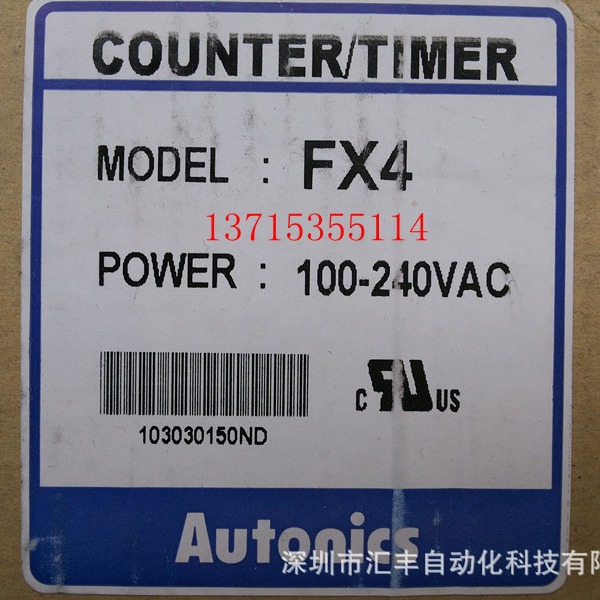 COUNTER/TIMER
MODEL : FX4
13715355114
POWER : 100-240VAC
c UR US
103030150ND
Autonics
深圳市汇丰自动化科技有限